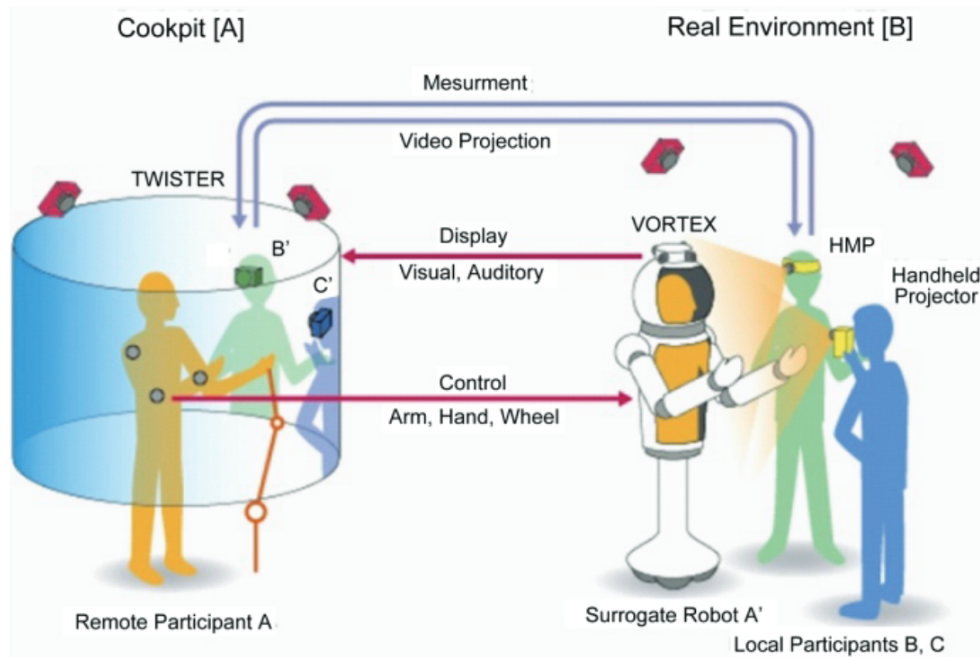 Cookpit [A]
Real Environment [B]
Mesurment
Video Projection
TWISTER
B'
C'
Display
Visual, Auditory
VORTEX
HMP
Handheld
Projector
Control
Arm, Hand, Wheel
Remote Participant A
Surrogate Robot A'
Local Participants B, C